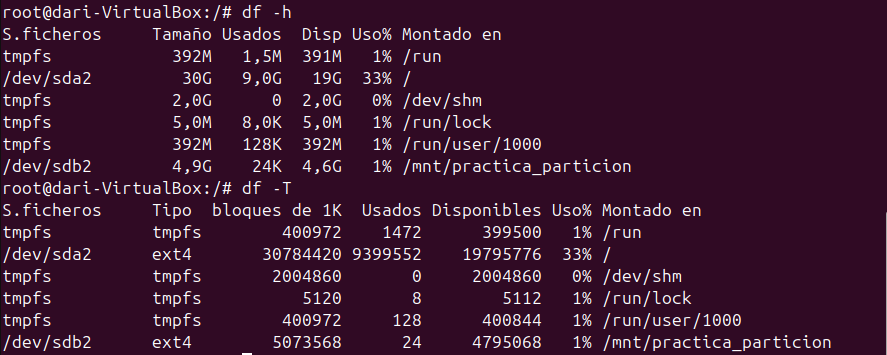 root@dari-VirtualBox:/# df -h
S.ficheros     Tamaño Usados  Disp Uso% Montado en
tmpfs            392M   1,5M  391M   1% /run
/dev/sda2         30G   9,0G   19G  33% /
tmpfs            2,0G      0  2,0G   0% /dev/shm
tmpfs            5,0M   8,0K  5,0M   1% /run/lock
tmpfs            392M   128K  392M   1% /run/user/1000
/dev/sdb2        4,9G    24K  4,6G   1% /mnt/practica_particion
root@dari-VirtualBox:/# df -T
S.ficheros     Tipo  bloques de 1K  Usados Disponibles Uso% Montado en
tmpfs          tmpfs        400972    1472      399500   1% /run
/dev/sda2      ext4       30784420 9399552    19795776  33% /
tmpfs          tmpfs       2004860       0     2004860   0% /dev/shm
tmpfs          tmpfs          5120       8        5112   1% /run/lock
tmpfs          tmpfs        400972     128      400844   1% /run/user/1000
/dev/sdb2      ext4        5073568      24     4795068   1% /mnt/practica_particion